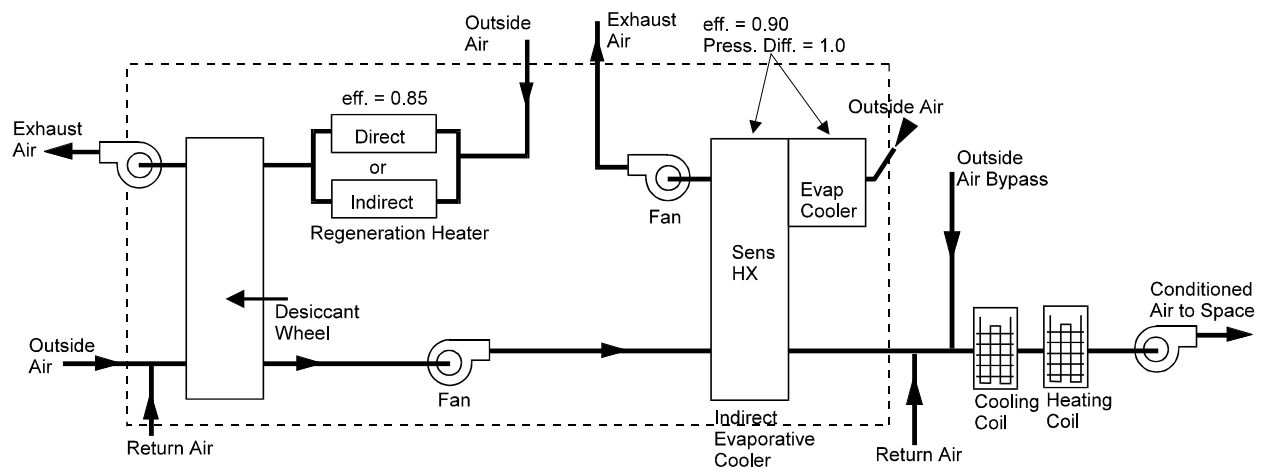 Outside
Air
Exhaust
Air
eff. = 0.90
Press. Diff. = 1.0
eff. = 0.85
Outside Air
Exhaust
Air
Direct
or
Indirect
Regeneration Heater
Fan
Evap
Cooler
Outside
Air Bypass
Sens
HX
Desiccant
Wheel
Conditioned
Air to Space
Outside
Air
Fan
Cooling
Coil
Heating
Coil
Return Air
Indirect
Evaporative
Cooler
Return Air